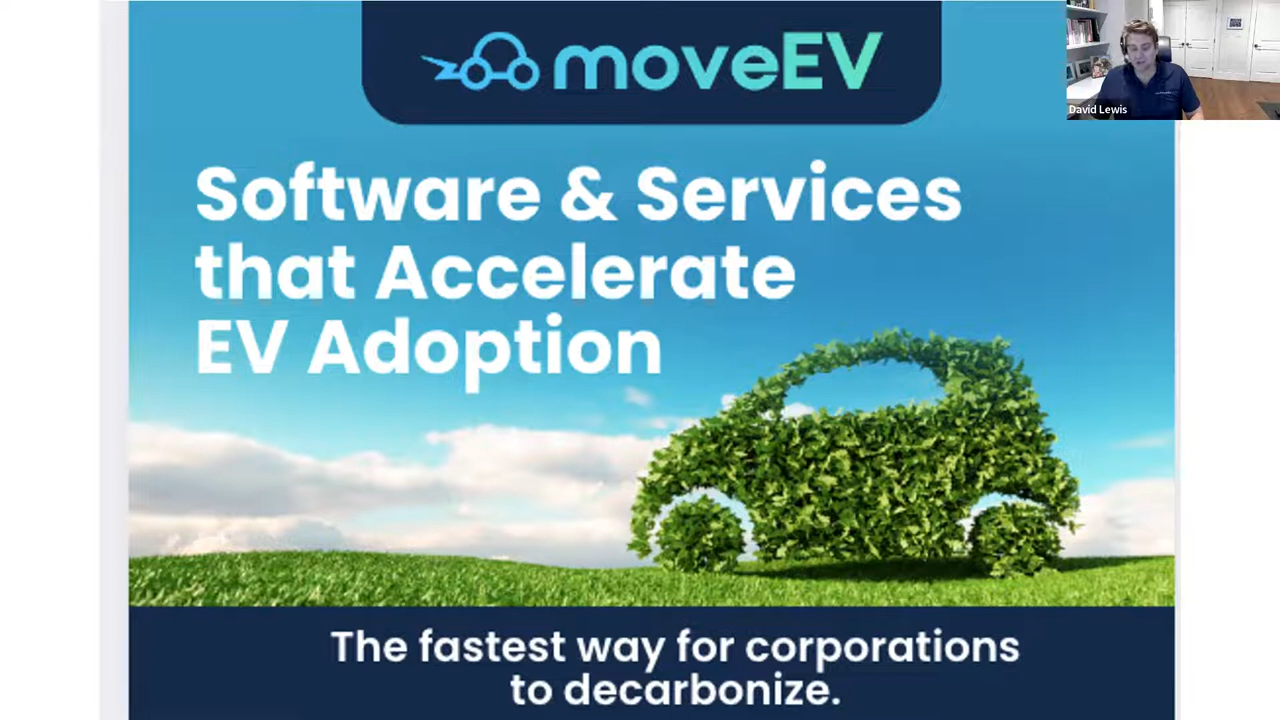 moveEV
David Lewis
Software & Services
that Accelerate
EV Adoption
The fastest way for corporations
to decarbonize.